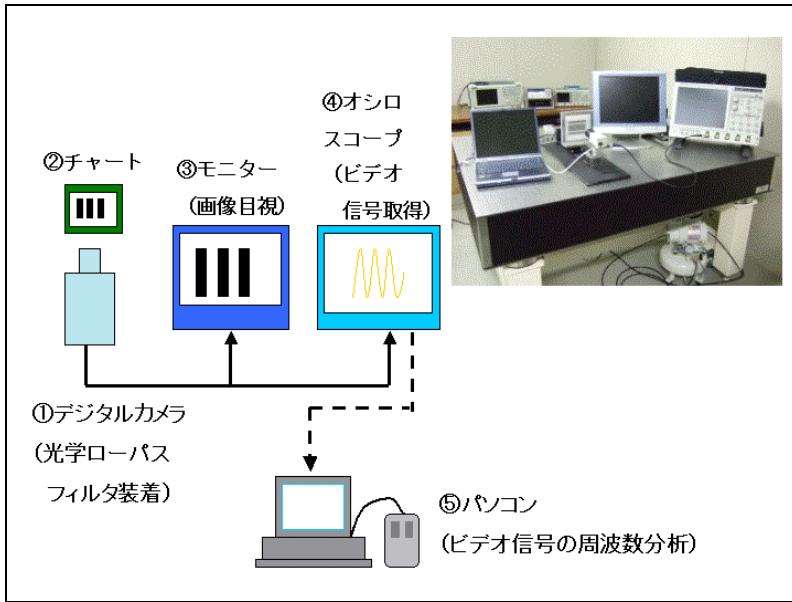 ②チャート
③モニター
(画像目視)
④オシロ
スコープ
(ビデオ
信号取得)
①デジタルカメラ
(光学ローパス
フィルタ装着)
⑤パソコン
(ビデオ信号の周波数分析)